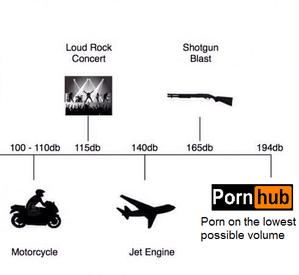 Loud Rock
Concert
Shotgun
Blast
100 - 110db
115db
140db
165db
194db
Porn hub
Motorcycle
Jet Engine
Porn on the lowest
possible volume